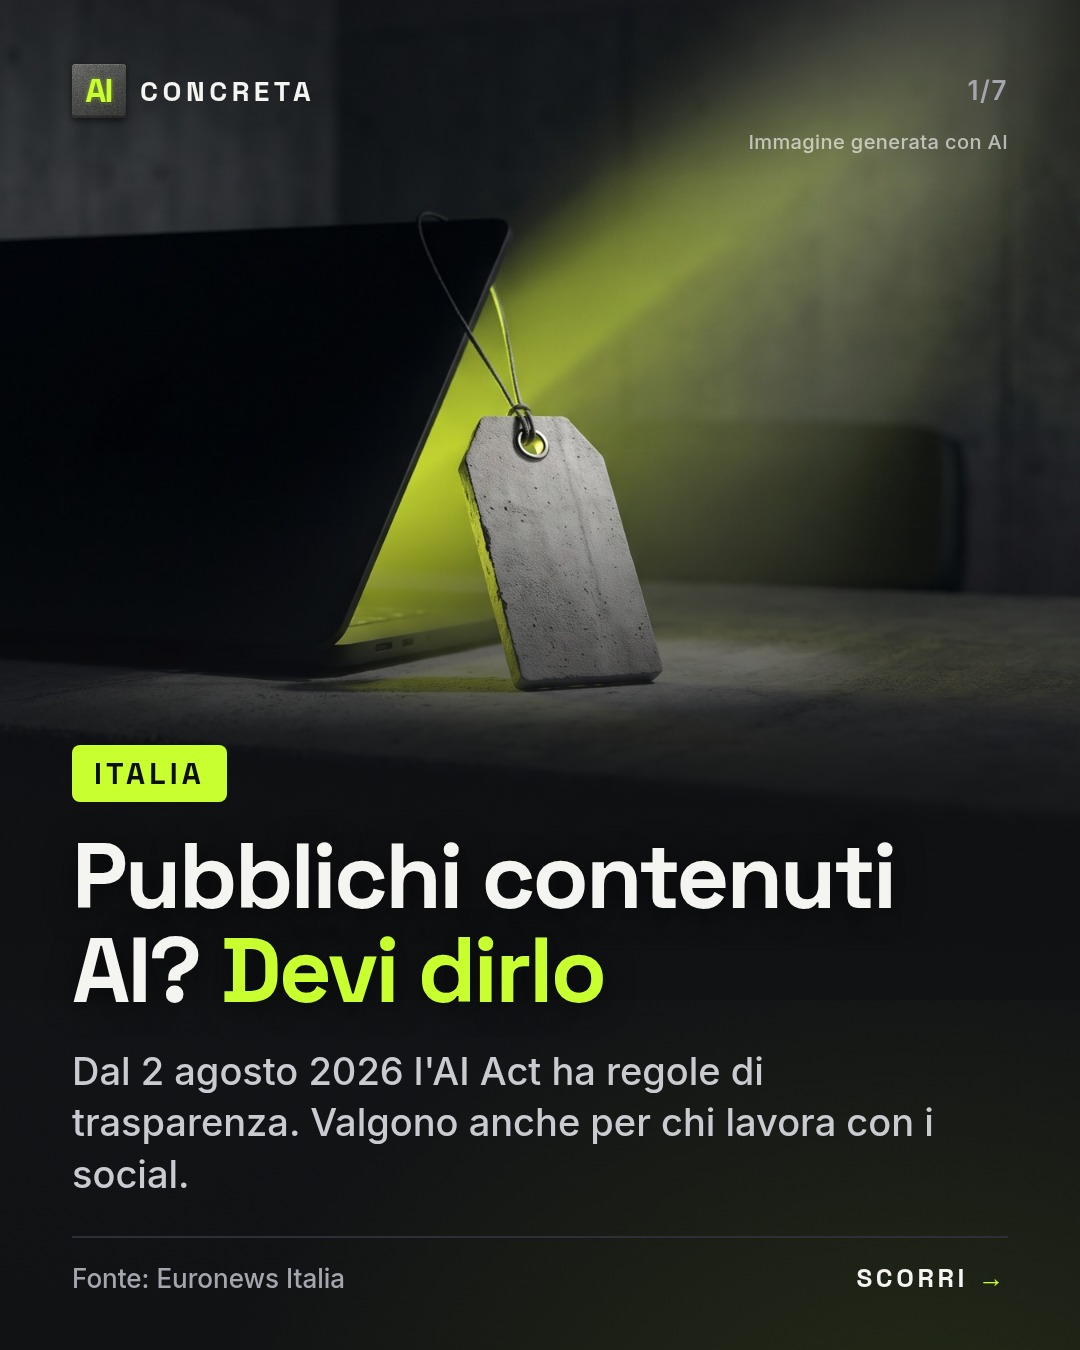 AI CONCRETA
1/7
Immagine generata con AI
ITALIA
Pubblichi contenuti
AI? Devi dirlo
Dal 2 agosto 2026 l'AI Act ha regole di
trasparenza. Valgono anche per chi lavora con i
social.
Fonte: Euronews Italia
SCORRI →